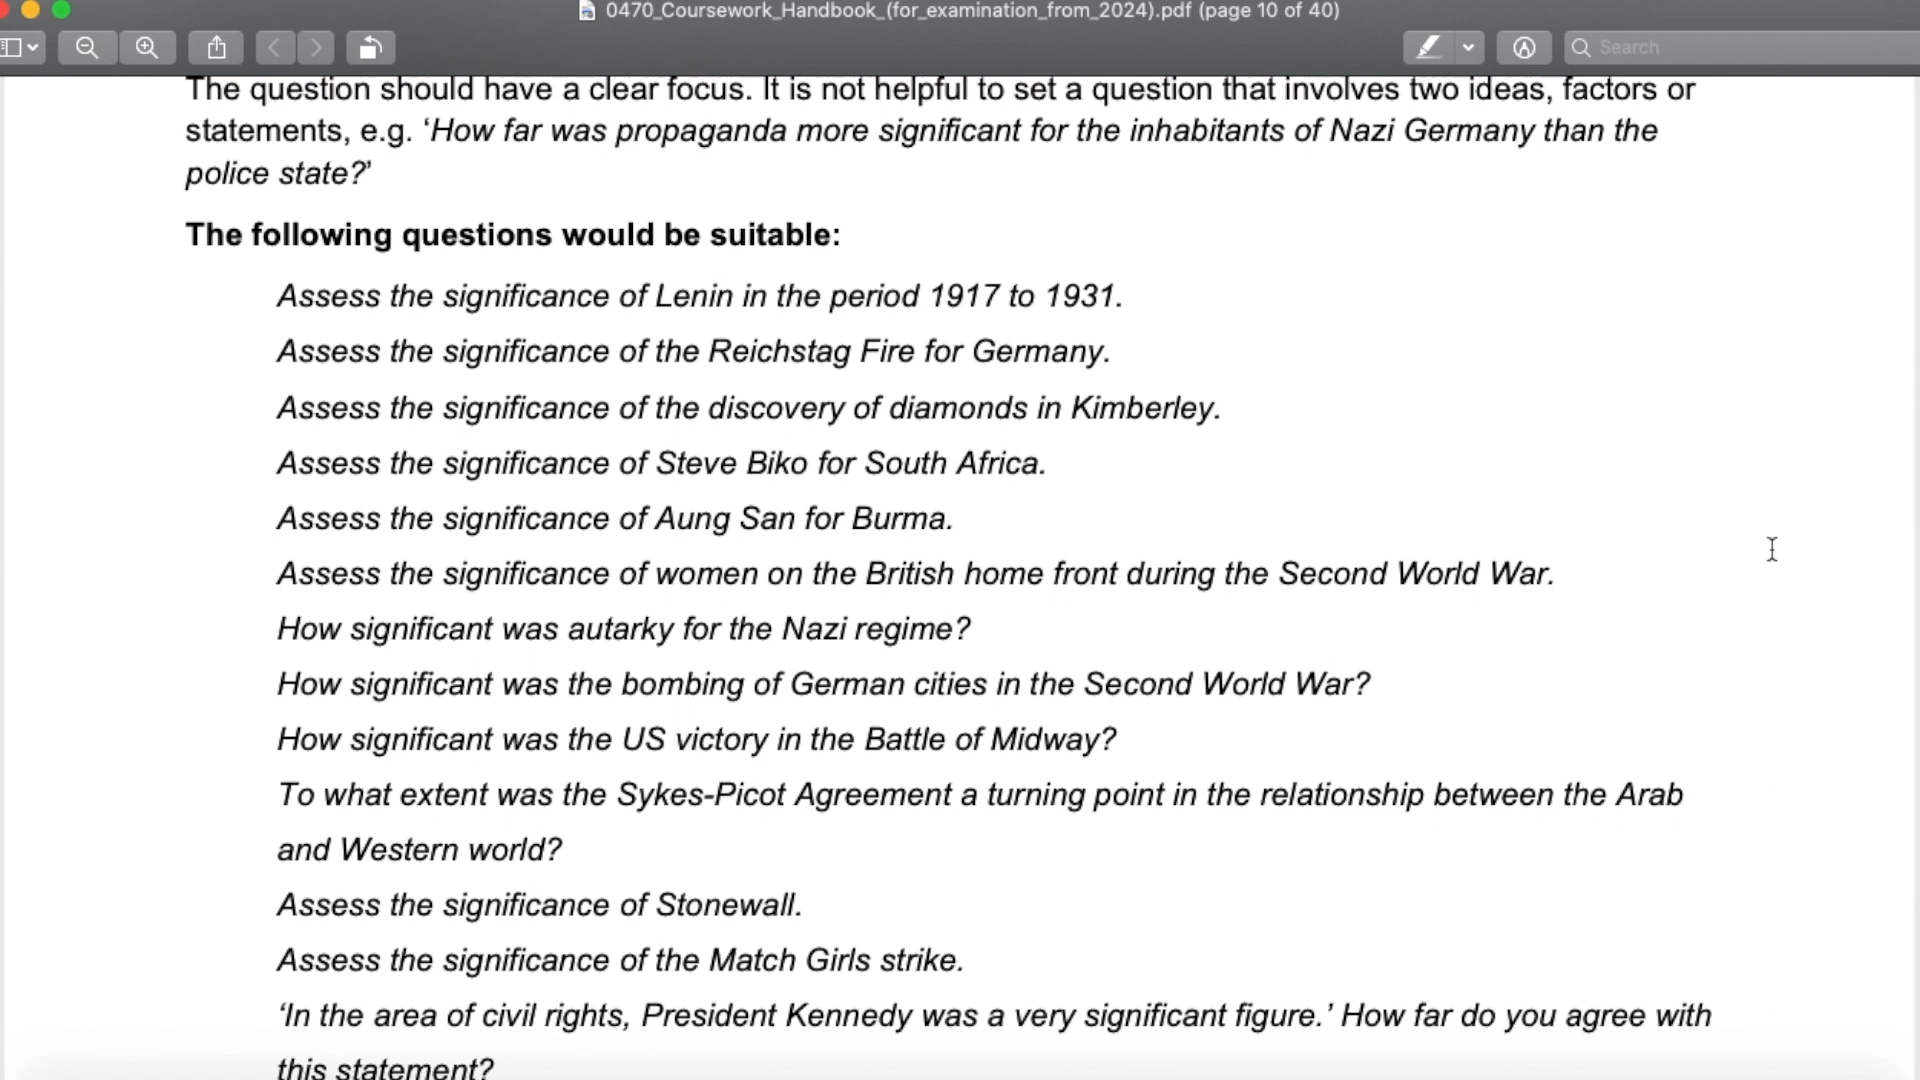 0470_Coursework_Handbook_(for_examination_from_2024).pdf (page 10 of 40)
Search
The question should have a clear focus. It is not helpful to set a question that involves two ideas, factors or
statements, e.g. ‘How far was propaganda more significant for the inhabitants of Nazi Germany than the
police state?’
The following questions would be suitable:
Assess the significance of Lenin in the period 1917 to 1931.
Assess the significance of the Reichstag Fire for Germany.
Assess the significance of the discovery of diamonds in Kimberley.
Assess the significance of Steve Biko for South Africa.
Assess the significance of Aung San for Burma.
Assess the significance of women on the British home front during the Second World War.
How significant was autarky for the Nazi regime?
How significant was the bombing of German cities in the Second World War?
How significant was the US victory in the Battle of Midway?
To what extent was the Sykes-Picot Agreement a turning point in the relationship between the Arab
and Western world?
Assess the significance of Stonewall.
Assess the significance of the Match Girls strike.
‘In the area of civil rights, President Kennedy was a very significant figure.’ How far do you agree with
this statement?